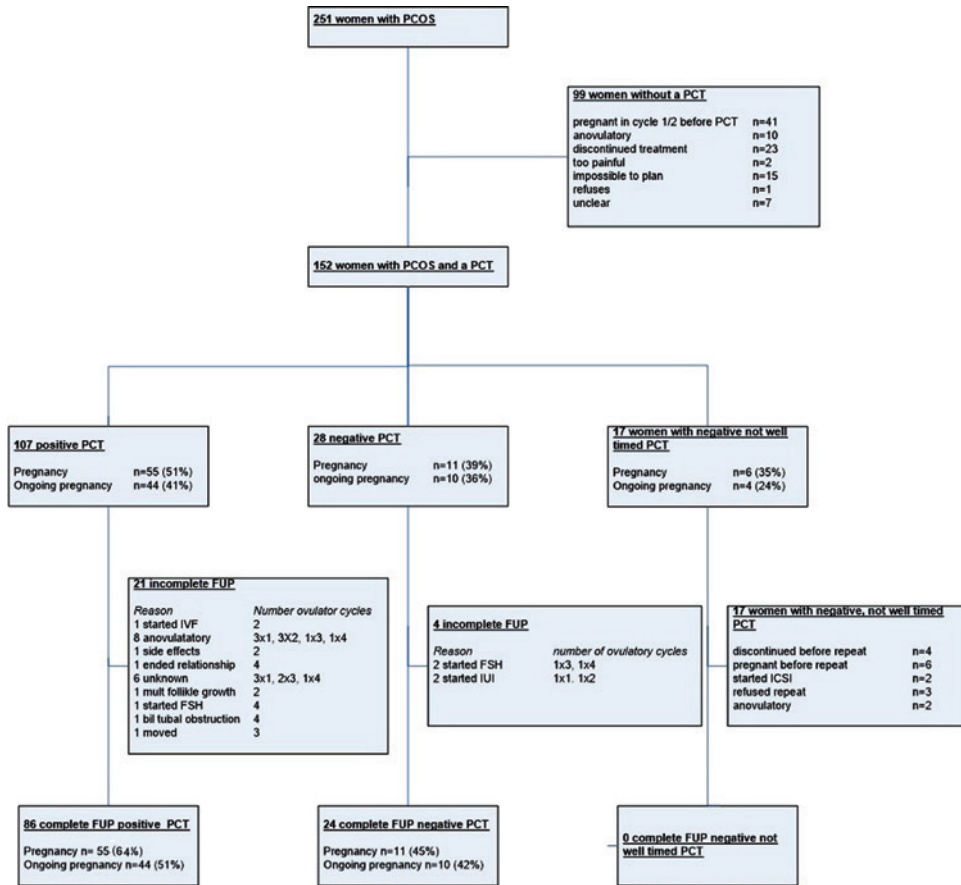 251 women with PCOS
99 women without a PCT
pregnant in cycle 1/2 before PCT n=41
anovulatory n=10
discontinued treatment n=23
too painful n=2
impossible to plan n=15
refuses n=1
unclear n=7
152 women with PCOS and a PCT
107 positive PCT
Pregnancy n=55 (51%)
Ongoing pregnancy n=44 (41%)
28 negative PCT
Pregnancy n=11 (39%)
ongoing pregnancy n=10 (36%)
17 women with negative not well
timed PCT
Pregnancy n=6 (35%)
Ongoing pregnancy n=4 (24%)
21 incomplete FUP
Reason Number ovulator cycles
1 started IVF 2
8 anovulatatory 3x1, 3X2, 1x3, 1x4
1 side effects 2
1 ended relationship 4
6 unknown 3x1, 2x3, 1x4
1 mult follikle growth 2
1 started FSH 4
1 bil tubal obstruction 4
1 moved 3
4 incomplete FUP
Reason number of ovulatory cycles
2 started FSH 1x3, 1x4
2 started IUI 1x1. 1x2
17 women with negative, not well timed
PCT
discontinued before repeat n=4
pregnant before repeat n=6
started ICSI n=2
refused repeat n=3
anovulatory n=2
86 complete FUP positive PCT
Pregnancy n= 55 (64%)
Ongoing pregnancy n=44 (51%)
24 complete FUP negative PCT
Pregnancy n=11 (45%)
Ongoing pregnancy n=10 (42%)
0 complete FUP negative not
well timed PCT